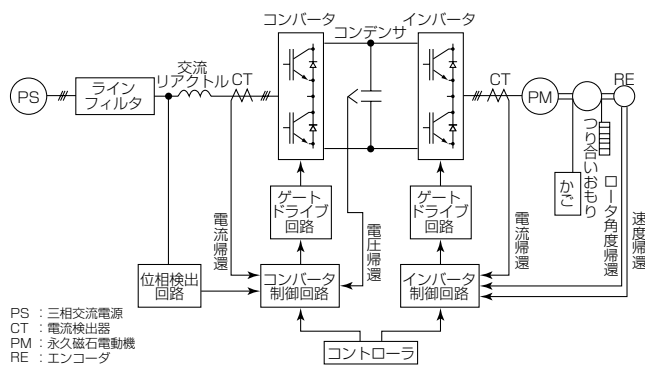 コンバータ
コンデンサ
インバータ
交流
リアクトル
CT
CT
RE
PS
ライン
フィルタ
PM
つり合いおもり
かご
ロータ角度帰還
速度帰還
ゲート
ドライブ
回路
ゲート
ドライブ
回路
電流帰還
電圧帰還
電流帰還
位相検出
回路
コンバータ
制御回路
インバータ
制御回路
コントローラ
PS：三相交流電源
CT：電流検出器
PM：永久磁石電動機
RE：エンコーダ